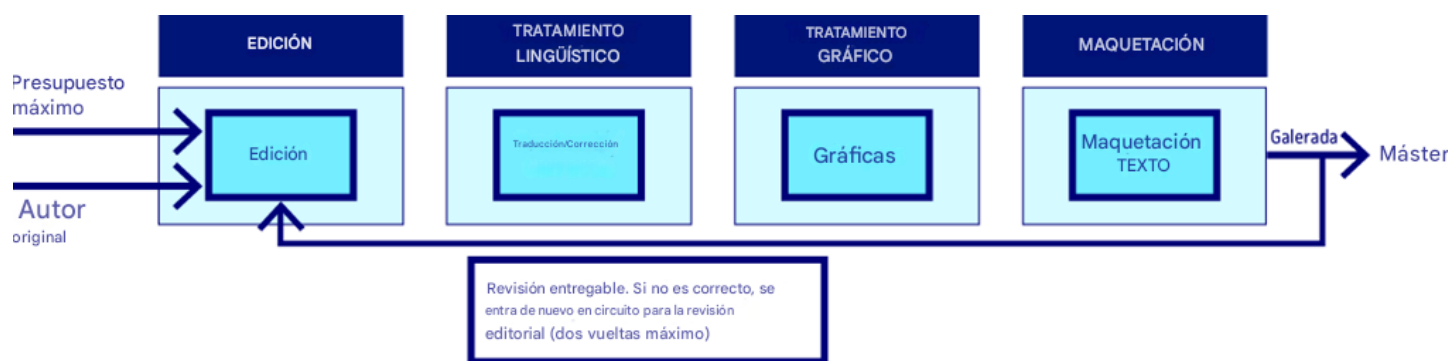 EDICIÓN
TRATAMIENTO
LINGÜÍSTICO
TRATAMIENTO
GRÁFICO
MAQUETACIÓN
Presupuesto
máximo
Edición
Traducción/Corrección
Gráficas
Maquetación
TEXTO
Galerada
Máster
Autor
original
Revisión entregable. Si no es correcto, se
entra de nuevo en circuito para la revisión
editorial (dos vueltas máximo)